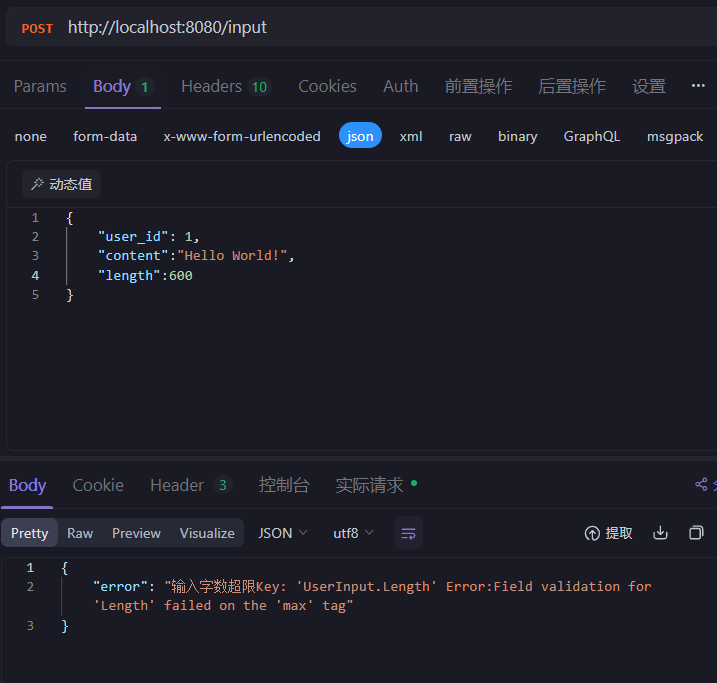 POST http://localhost:8080/input
Params Body 1 Headers 10 Cookies Auth 前置操作 后置操作 设置 ···
none form-data x-www-form-urlencoded json xml raw binary GraphQL msgpack
动态值
1 {
2 "user_id": 1,
3 "content":"Hello World!",
4 "length":600
5 }
Body Cookie Header 3 控制台 实际请求
Pretty Raw Preview Visualize JSON utf8 提取
1 {
2 "error": "输入字数超限Key: 'UserInput.Length' Error:Field validation for
'Length' failed on the 'max' tag"
3 }